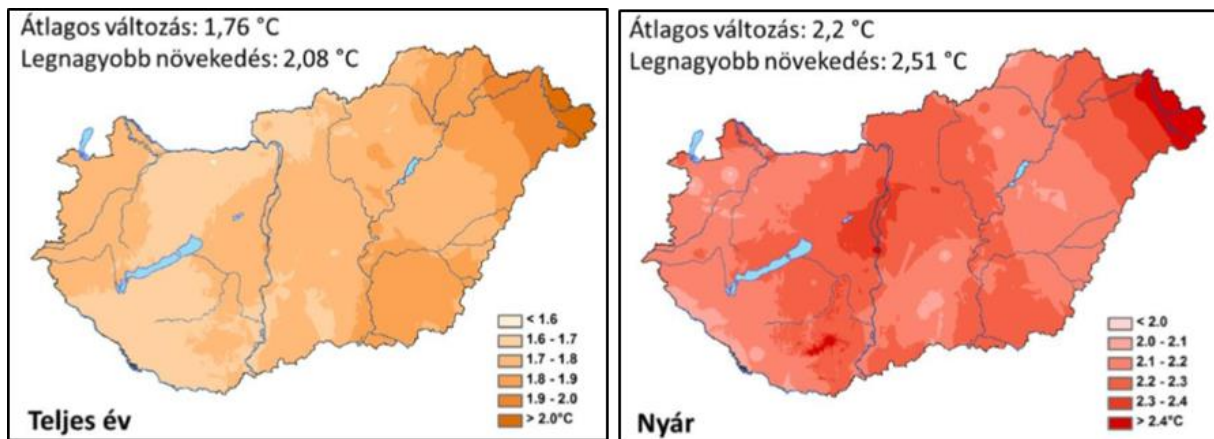 Átlagos változás: 1,76 °C
Legnagyobb növekedés: 2,08 °C
< 1.6
1.6 - 1.7
1.7 - 1.8
1.8 - 1.9
1.9 - 2.0
> 2.0°C
Teljes év
Átlagos változás: 2,2 °C
Legnagyobb növekedés: 2,51 °C
< 2.0
2.0 - 2.1
2.1 - 2.2
2.2 - 2.3
2.3 - 2.4
> 2.4°C
Nyár